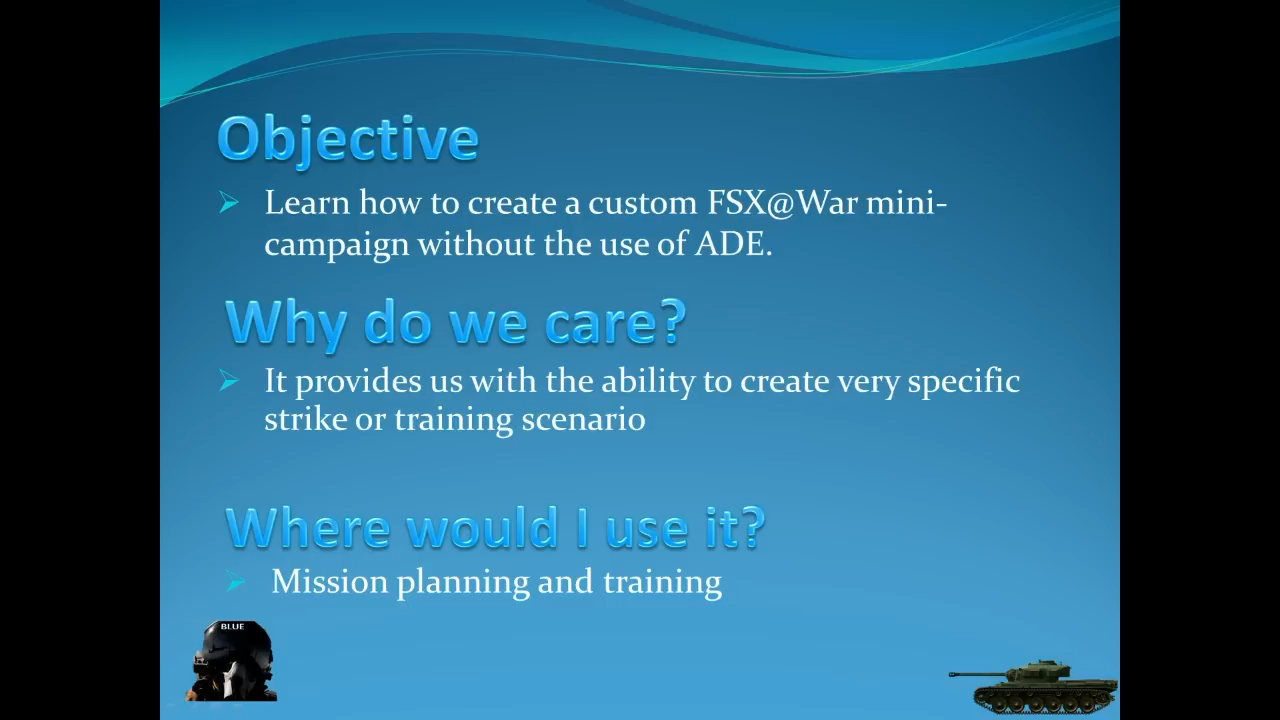 Objective
Learn how to create a custom FSX@War mini-
campaign without the use of ADE.
Why do we care?
It provides us with the ability to create very specific
strike or training scenario
Where would I use it?
Mission planning and training
BLUE